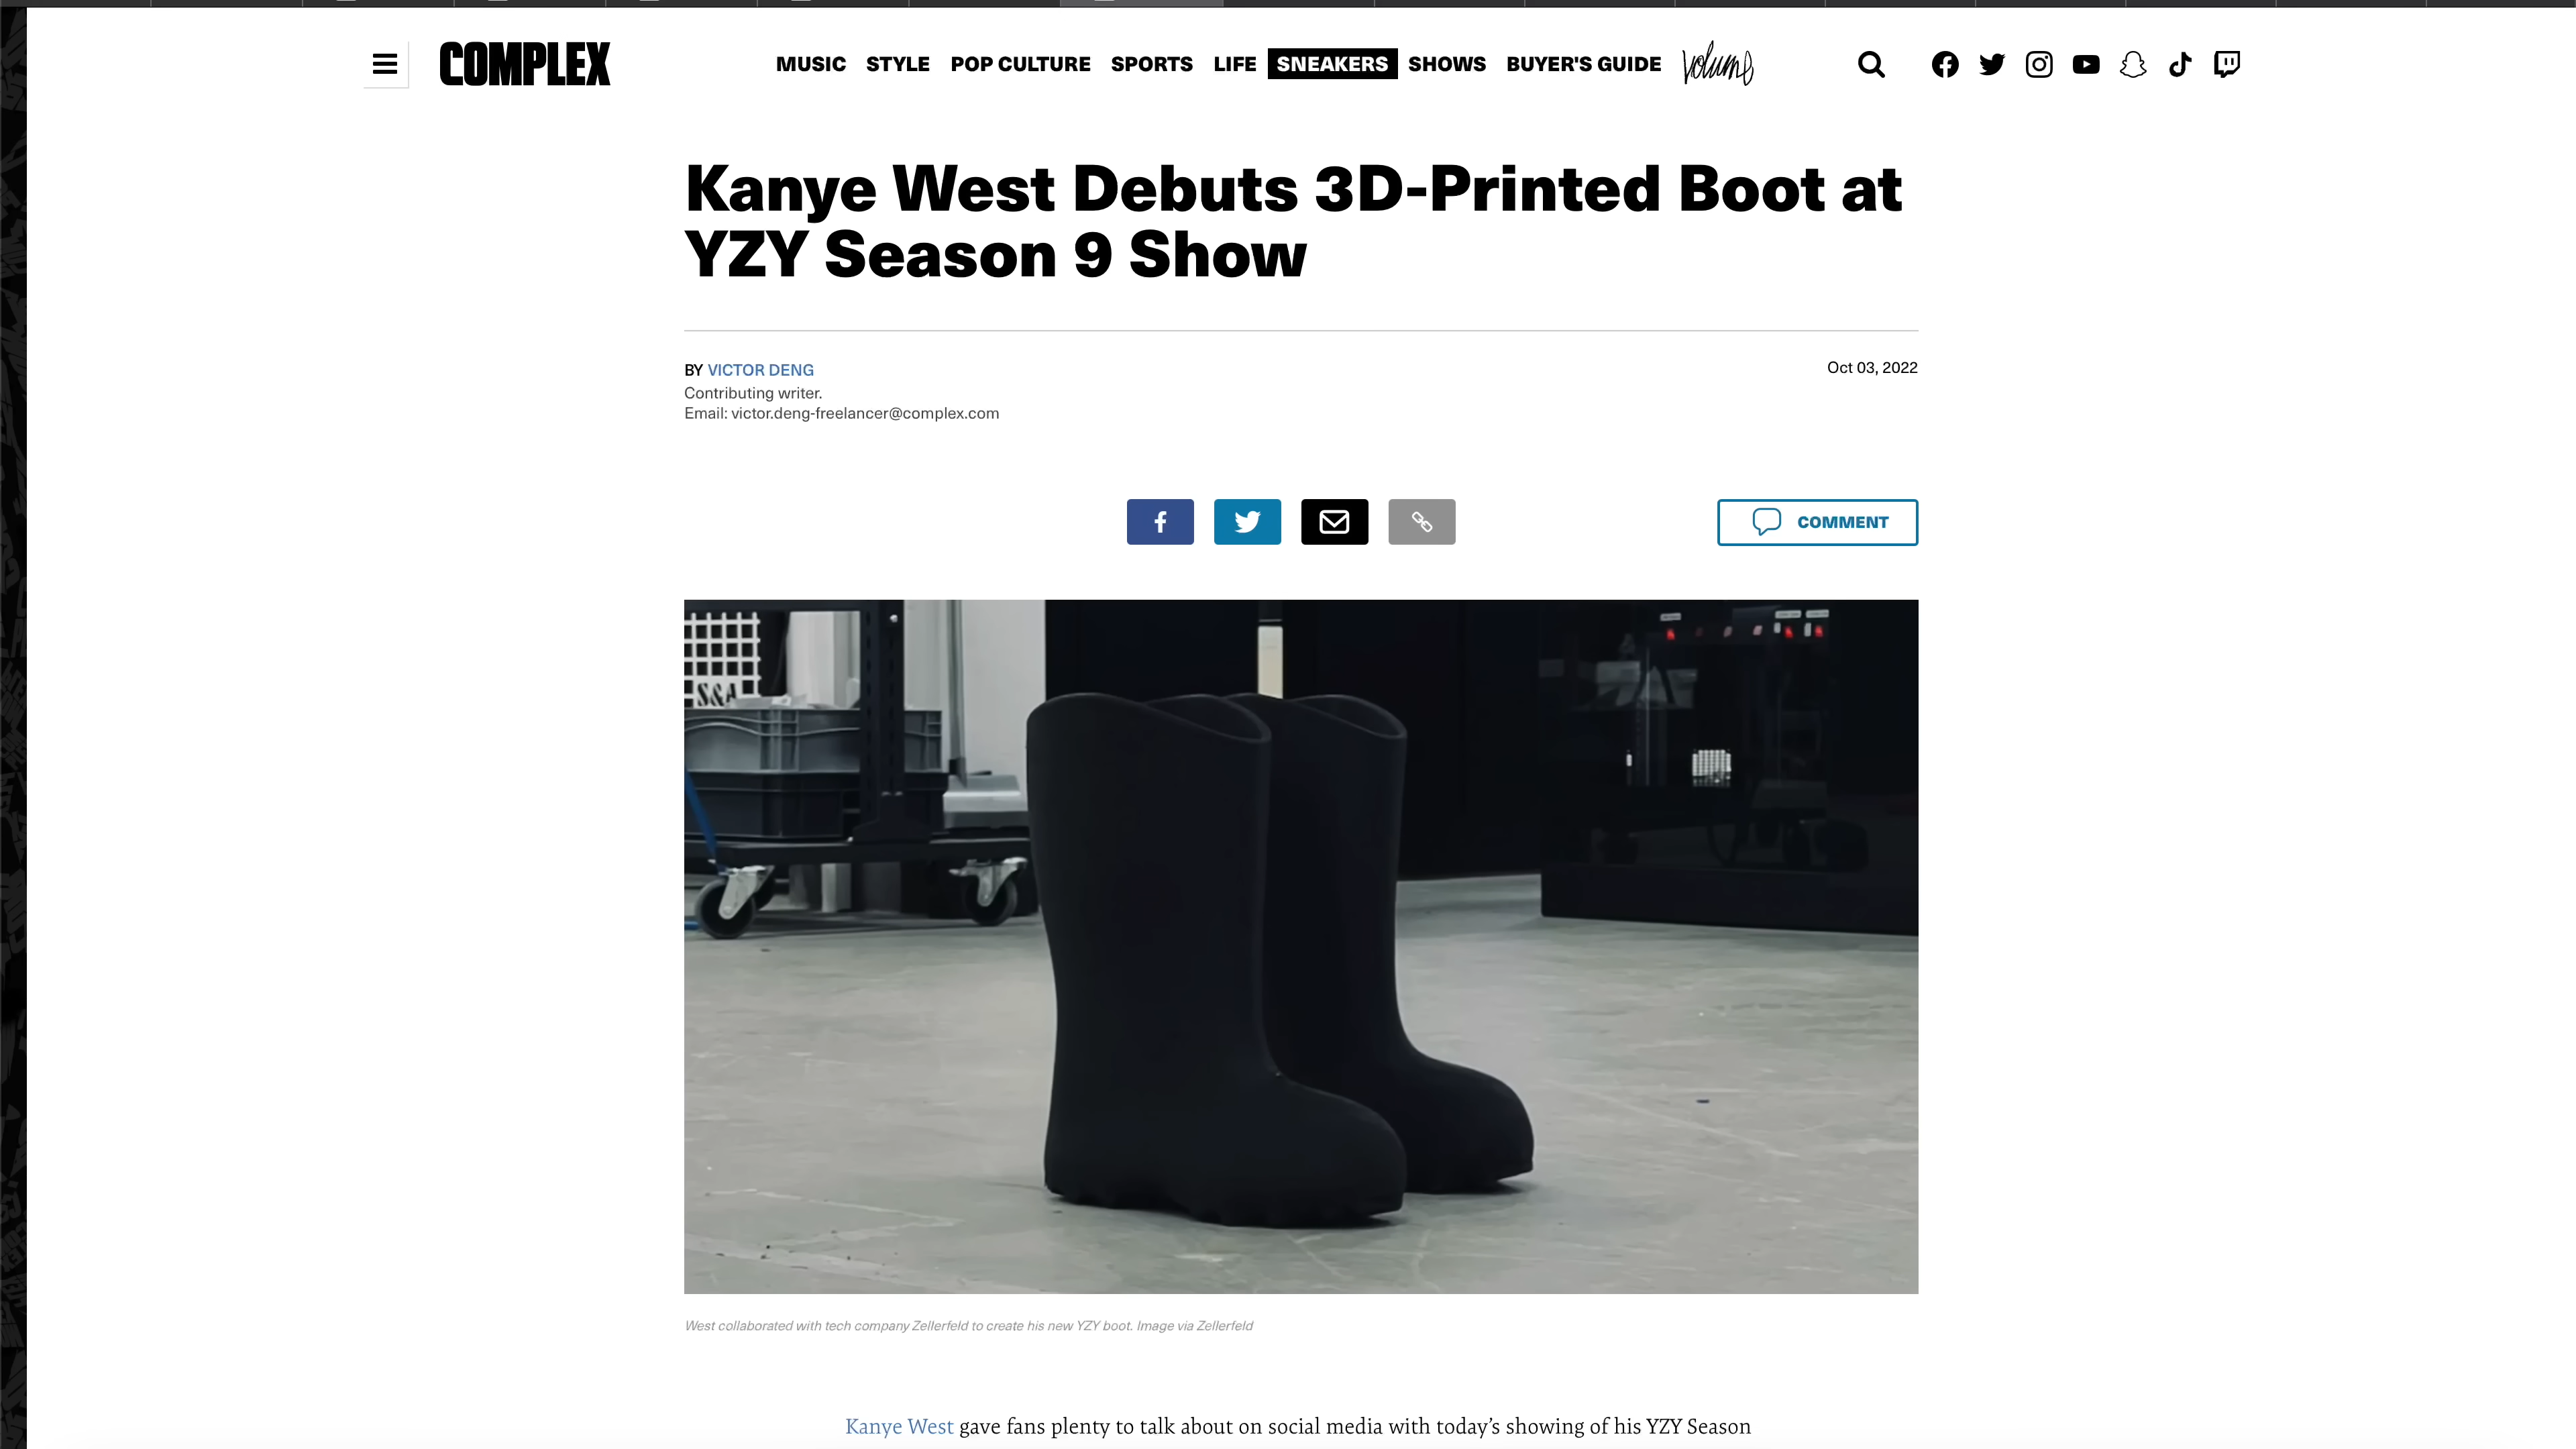 COMPLEX
MUSIC STYLE POP CULTURE SPORTS LIFE SNEAKERS SHOWS BUYER'S GUIDE Volume
Kanye West Debuts 3D-Printed Boot at
YZY Season 9 Show
BY VICTOR DENG
Oct 03, 2022
Contributing writer.
Email: victor.deng-freelancer@complex.com
COMMENT
S&A
West collaborated with tech company Zellerfeld to create his new YZY boot. Image via Zellerfeld
Kanye West gave fans plenty to talk about on social media with today’s showing of his YZY Season